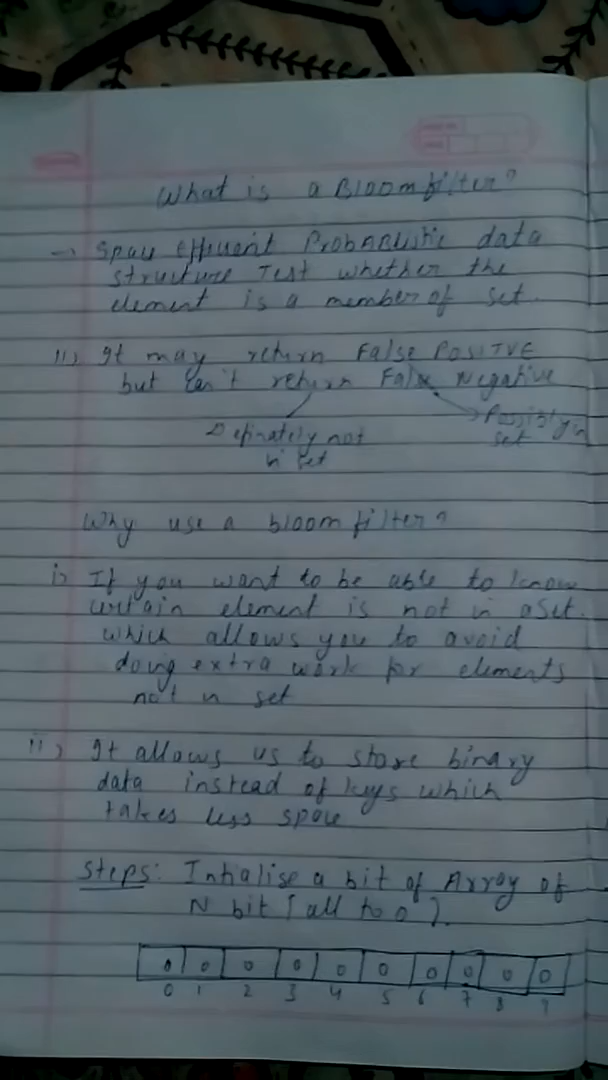 What is a Bloom filter?
→ Space Efficient Probabilistic data
structure Test whether the
element is a member of set.
ii) It may return False POSITVE
but can't return False Negative
Possibly in
Definately not
set
in set
Why use a bloom filter?
i) If you want to be able to know
certain element is not in a set.
which allows you to avoid
doing extra work for elements
not in set
ii) It allows us to store binary
data instead of keys which
takes less space
Steps: Intialise a bit of Array of
N bit [all to 0].
0 0 0 0 0 0 0 0 0 0
0 1 2 3 4 5 6 7 8 9